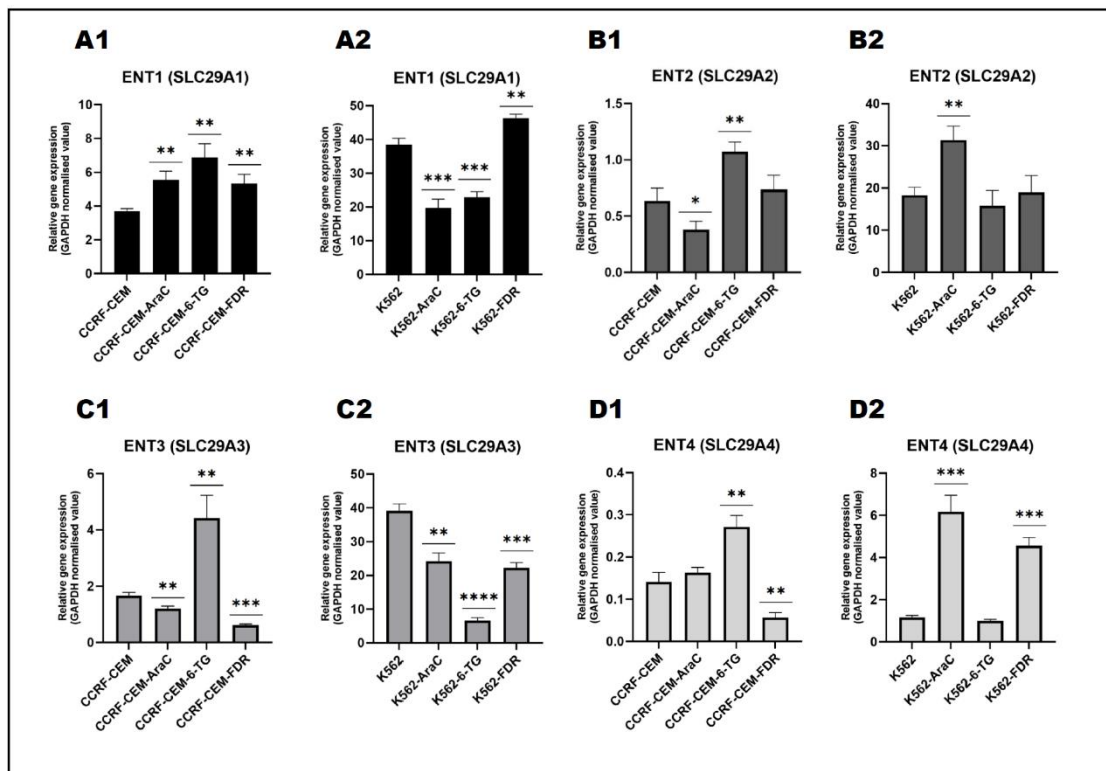 A1
ENT1 (SLC29A1)
Relative gene expression
(GAPDH normalised value)
8
6
4
2
0
**
**
**
CCRF-CEM
CCRF-CEM-AraC
CCRF-CEM-6-TG
CCRF-CEM-FDR
A2
ENT1 (SLC29A1)
Relative gene expression
(GAPDH normalised value)
50
40
30
20
10
0
***
***
**
K562
K562-AraC
K562-6-TG
K562-FDR
B1
ENT2 (SLC29A2)
Relative gene expression
(GAPDH normalised value)
1.5
1.0
0.5
0.0
*
**
CCRF-CEM
CCRF-CEM-AraC
CCRF-CEM-6-TG
CCRF-CEM-FDR
B2
ENT2 (SLC29A2)
Relative gene expression
(GAPDH normalised value)
40
30
20
10
0
**
K562
K562-AraC
K562-6-TG
K562-FDR
C1
ENT3 (SLC29A3)
Relative gene expression
(GAPDH normalised value)
6
4
2
0
**
**
***
CCRF-CEM
CCRF-CEM-AraC
CCRF-CEM-6-TG
CCRF-CEM-FDR
C2
ENT3 (SLC29A3)
Relative gene expression
(GAPDH normalised value)
50
40
30
20
10
0
**
****
***
K562
K562-AraC
K562-6-TG
K562-FDR
D1
ENT4 (SLC29A4)
Relative gene expression
(GAPDH normalised value)
0.4
0.3
0.2
0.1
0.0
**
**
CCRF-CEM
CCRF-CEM-AraC
CCRF-CEM-6-TG
CCRF-CEM-FDR
D2
ENT4 (SLC29A4)
Relative gene expression
(GAPDH normalised value)
8
6
4
2
0
***
***
K562
K562-AraC
K562-6-TG
K562-FDR